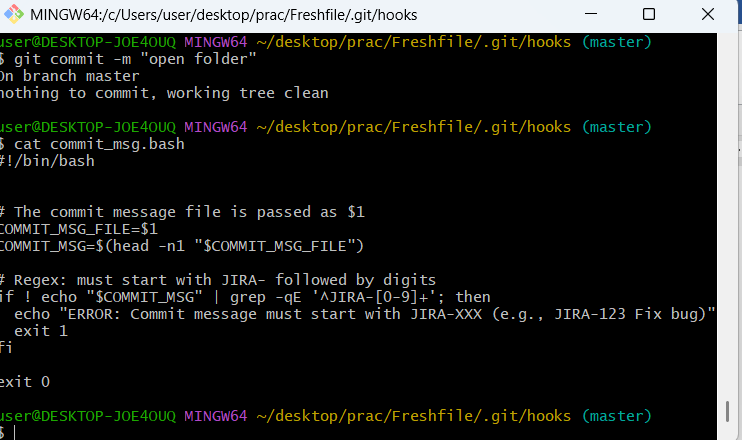 MINGW64:/c/Users/user/desktop/prac/Freshfile/.git/hooks
user@DESKTOP-JOE4OUQ MINGW64 ~/desktop/prac/Freshfile/.git/hooks (master)
$ git commit -m "open folder"
On branch master
nothing to commit, working tree clean
user@DESKTOP-JOE4OUQ MINGW64 ~/desktop/prac/Freshfile/.git/hooks (master)
$ cat commit_msg.bash
#!/bin/bash
# The commit message file is passed as $1
COMMIT_MSG_FILE=$1
COMMIT_MSG=$(head -n1 "$COMMIT_MSG_FILE")
# Regex: must start with JIRA- followed by digits
if ! echo "$COMMIT_MSG" | grep -qE '^JIRA-[0-9]+'; then
  echo "ERROR: Commit message must start with JIRA-XXX (e.g., JIRA-123 Fix bug)"
  exit 1
fi
exit 0
user@DESKTOP-JOE4OUQ MINGW64 ~/desktop/prac/Freshfile/.git/hooks (master)
$